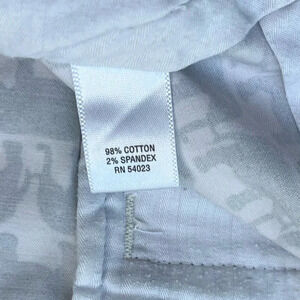 98% COTTON
2% SPANDEX
RN 54023